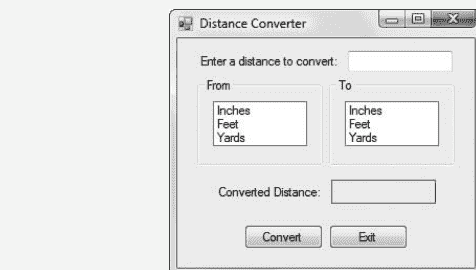 Distance Converter
Enter a distance to convert:
From To
Inches Inches
Feet Feet
Yards Yards
Converted Distance:
Convert Exit